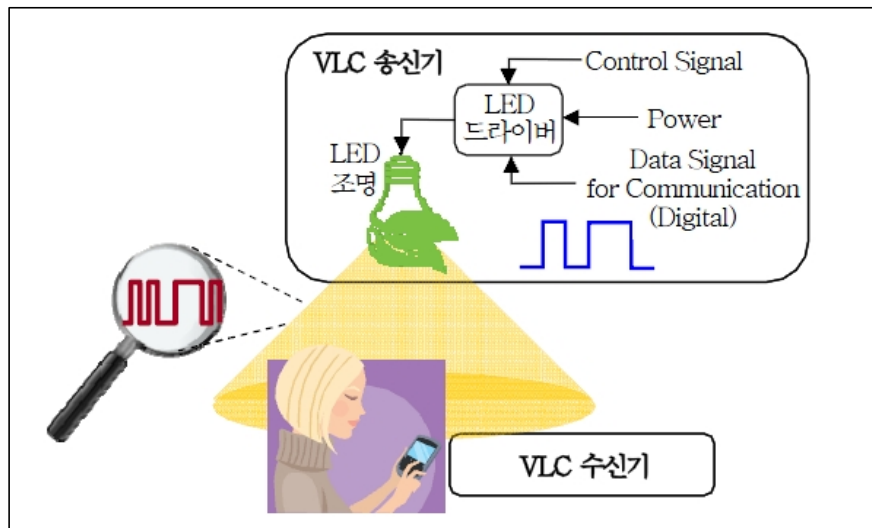 VLC 송신기
Control Signal
LED
드라이버
Power
LED
조명
Data Signal
for Communication
(Digital)
VLC 수신기